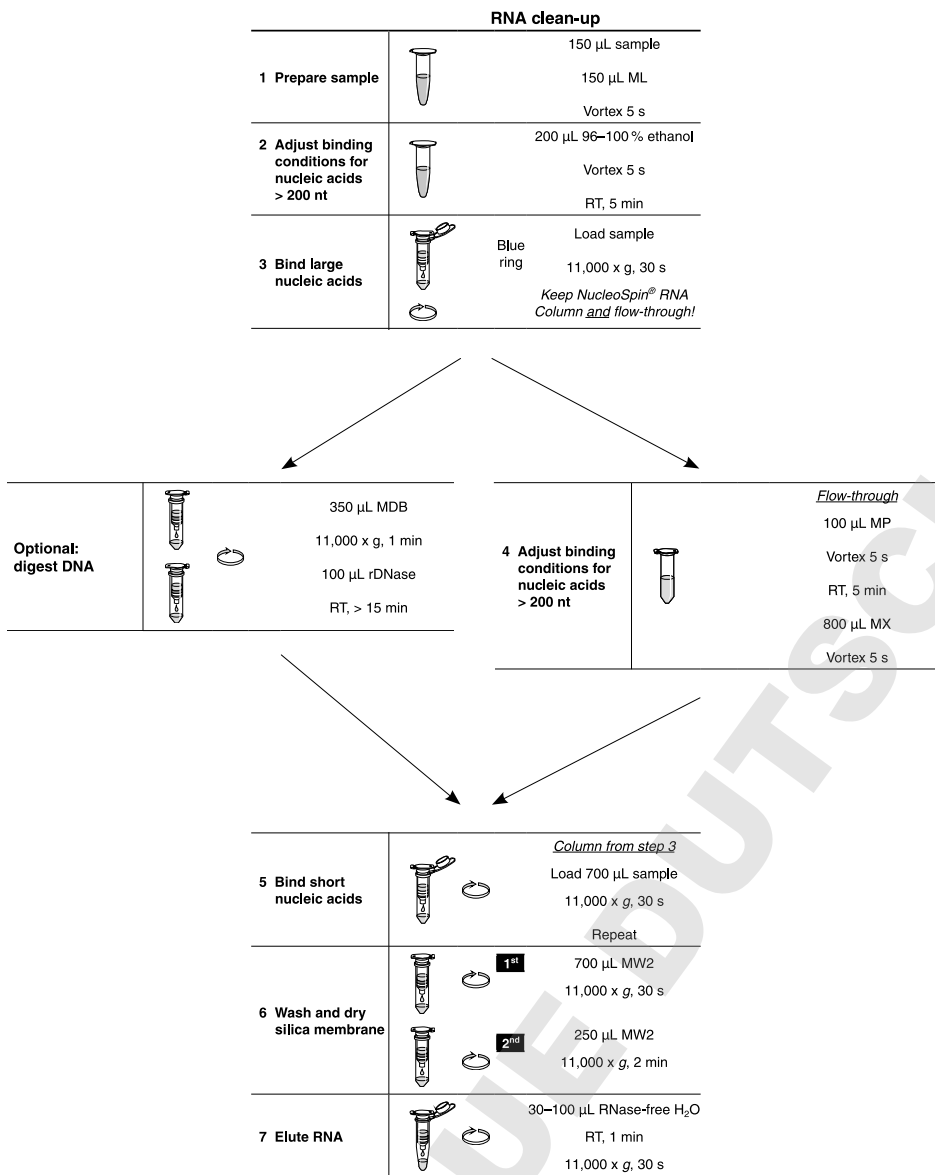 RNA clean-up
1 Prepare sample
150 µL sample
150 µL ML
Vortex 5 s
2 Adjust binding
conditions for
nucleic acids
> 200 nt
200 µL 96–100 % ethanol
Vortex 5 s
RT, 5 min
3 Bind large
nucleic acids
Blue
ring
Load sample
11,000 x g, 30 s
Keep NucleoSpin® RNA
Column and flow-through!
Optional:
digest DNA
350 µL MDB
11,000 x g, 1 min
100 µL rDNase
RT, > 15 min
4 Adjust binding
conditions for
nucleic acids
> 200 nt
Flow-through
100 µL MP
Vortex 5 s
RT, 5 min
800 µL MX
Vortex 5 s
5 Bind short
nucleic acids
Column from step 3
Load 700 µL sample
11,000 x g, 30 s
Repeat
6 Wash and dry
silica membrane
1st
700 µL MW2
11,000 x g, 30 s
2nd
250 µL MW2
11,000 x g, 2 min
7 Elute RNA
30–100 µL RNase-free H₂O
RT, 1 min
11,000 x g, 30 s
UE DUTSC